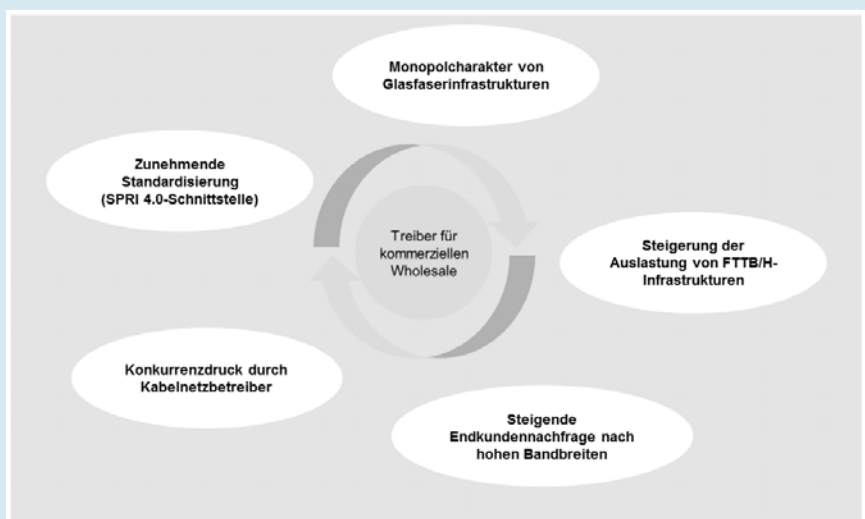 Monopolcharakter von
Glasfaserinfrastrukturen
Zunehmende
Standardisierung
(SPRI 4.0-Schnittstelle)
Treiber für
kommerziellen
Wholesale
Steigerung der
Auslastung von FTTB/H-
Infrastrukturen
Konkurrenzdruck durch
Kabelnetzbetreiber
Steigende
Endkundennachfrage nach
hohen Bandbreiten